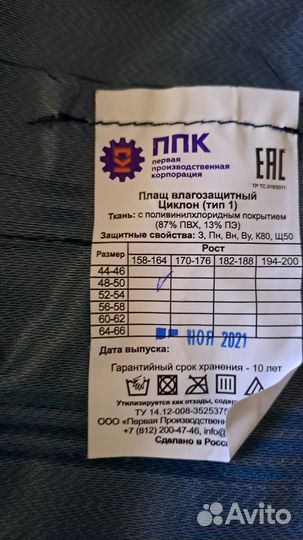 ППК
первая
производственная
корпорация
EAC
ТР ТС 019/2011
Плащ влагозащитный
Циклон (тип 1)
Ткань: с поливинилхлоридным покрытием
(87% ПВХ, 13% ПЭ)
Защитные свойства: З, Пн, Вн, Ву, К80, Щ50
Размер Рост
158-164 170-176 182-188 194-200
44-46
48-50
52-54
56-58
60-62
64-66
НОЯ 2021
Дата выпуска:
Гарантийный срок хранения - 10 лет
Утилизируется как отходы, содер
ТУ 14.12-008-3525375
ООО «Первая Производственн
+7 (812) 200-47-46, info@
Сделано в Росс
Avito